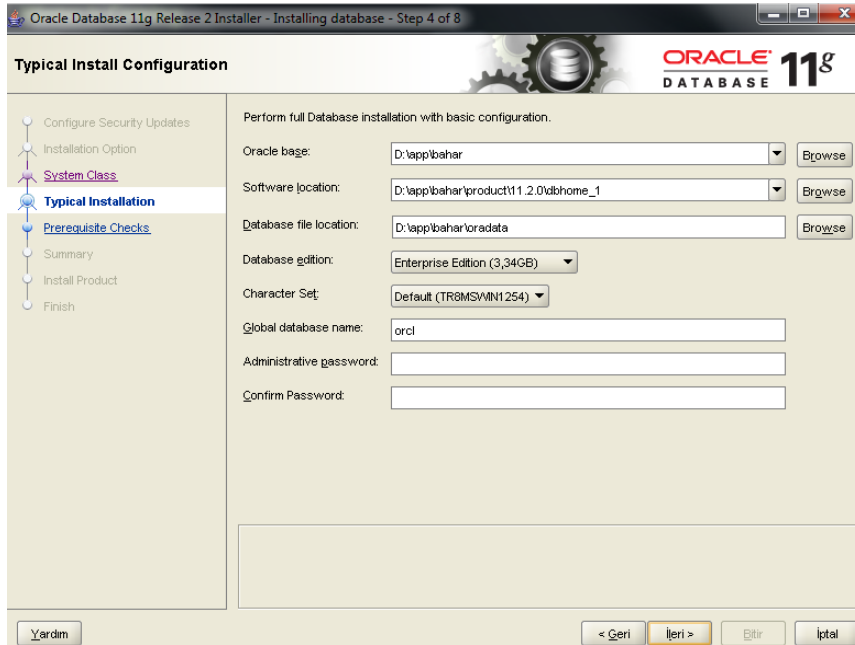 Oracle Database 11g Release 2 Installer - Installing database - Step 4 of 8
Typical Install Configuration
ORACLE
DATABASE
11g
Configure Security Updates
Installation Option
System Class
Typical Installation
Prerequisite Checks
Summary
Install Product
Finish
Perform full Database installation with basic configuration.
Oracle base: D:\app\bahar Browse
Software location: D:\app\bahar\product\11.2.0\dbhome_1 Browse
Database file location: D:\app\bahar\oradata Browse
Database edition: Enterprise Edition (3,34GB)
Character Set: Default (TR8MSWIN1254)
Global database name: orcl
Administrative password:
Confirm Password:
Yardım < Geri İleri > Bitir İptal